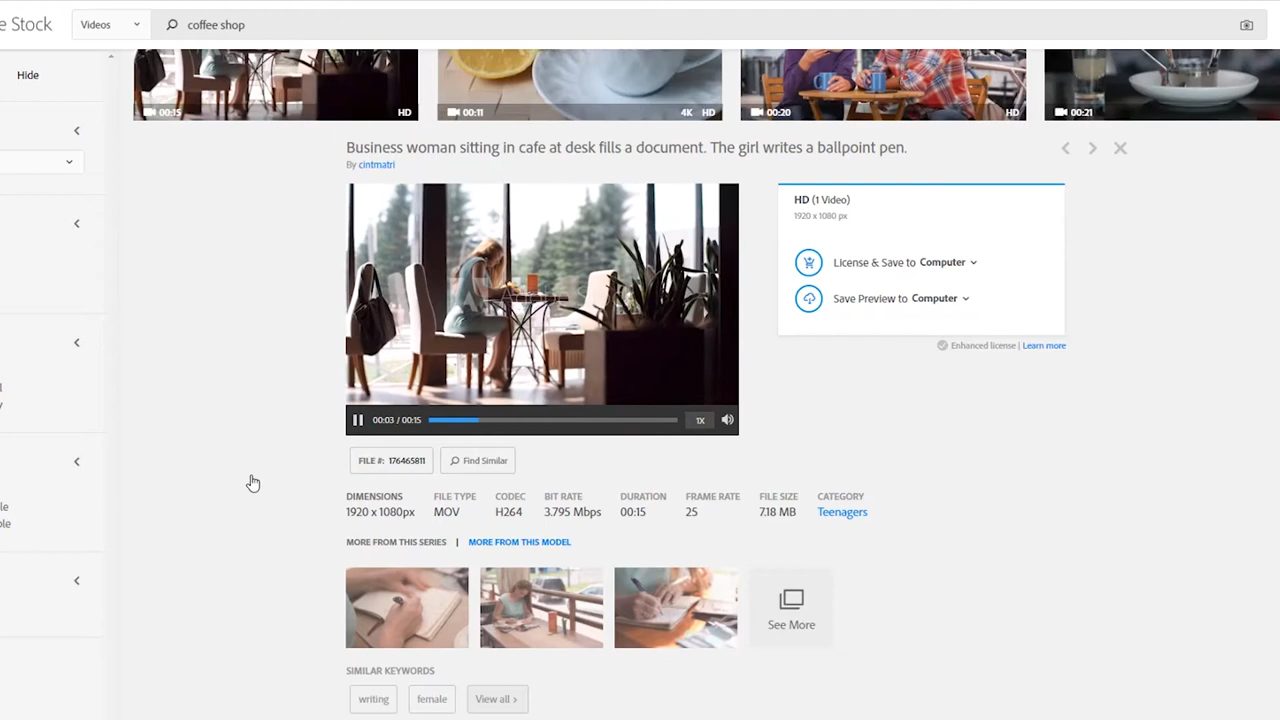 e Stock
Videos
coffee shop
Hide
00:15
HD
00:11
4K HD
00:20
HD
00:21
Business woman sitting in cafe at desk fills a document. The girl writes a ballpoint pen.
By cintmatri
HD (1 Video)
1920 x 1080 px
License & Save to Computer
Save Preview to Computer
Enhanced license | Learn more
00:03 / 00:15
1X
FILE #: 176465811
Find Similar
DIMENSIONS FILE TYPE CODEC BIT RATE DURATION FRAME RATE FILE SIZE CATEGORY
1920 x 1080px MOV H264 3.795 Mbps 00:15 25 7.18 MB Teenagers
MORE FROM THIS SERIES | MORE FROM THIS MODEL
See More
SIMILAR KEYWORDS
writing
female
View all ›